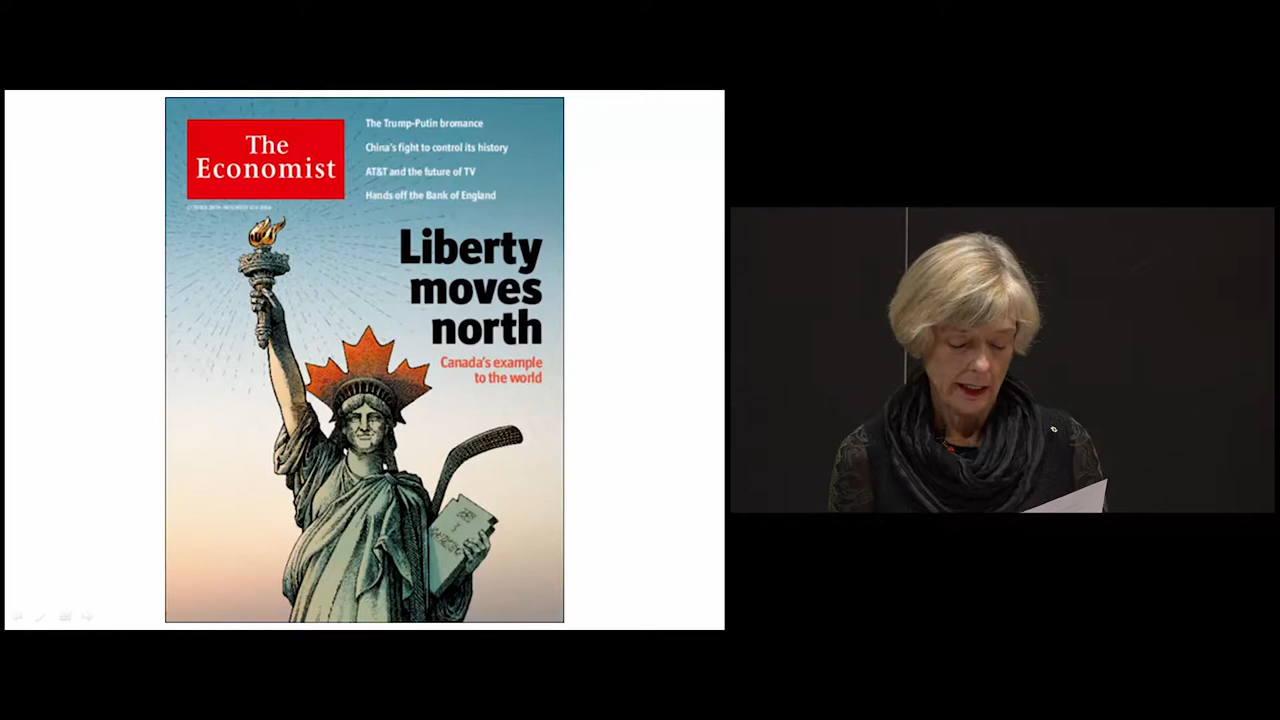 The
Economist
The Trump-Putin bromance
China's fight to control its history
AT&T and the future of TV
Hands off the Bank of England
Liberty
moves
north
Canada's example
to the world